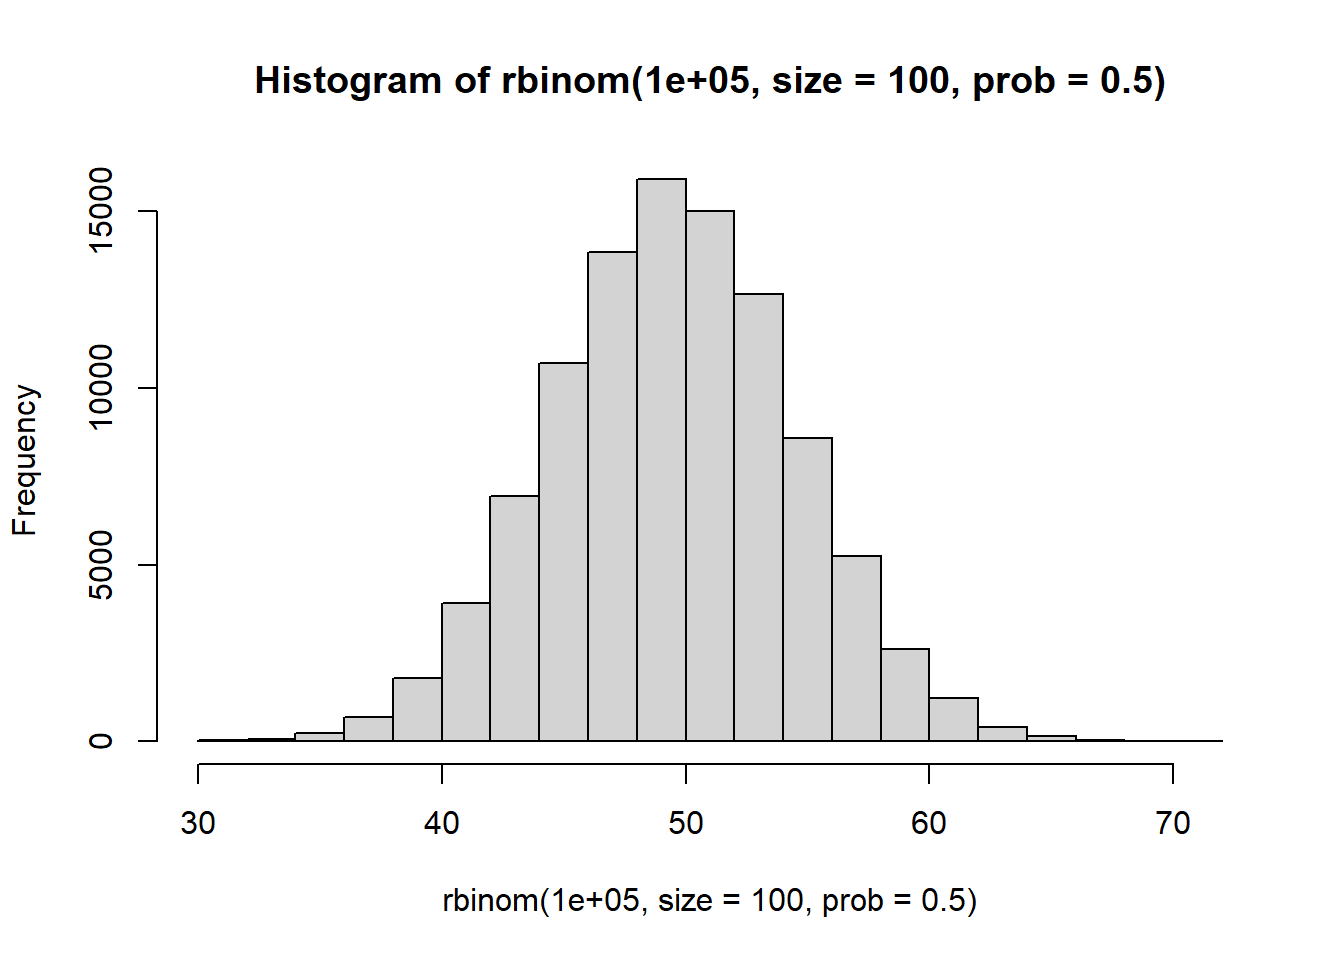 Histogram of rbinom(1e+05, size = 100, prob = 0.5)
Frequency
15000
10000
5000
0
30 40 50 60 70
rbinom(1e+05, size = 100, prob = 0.5)